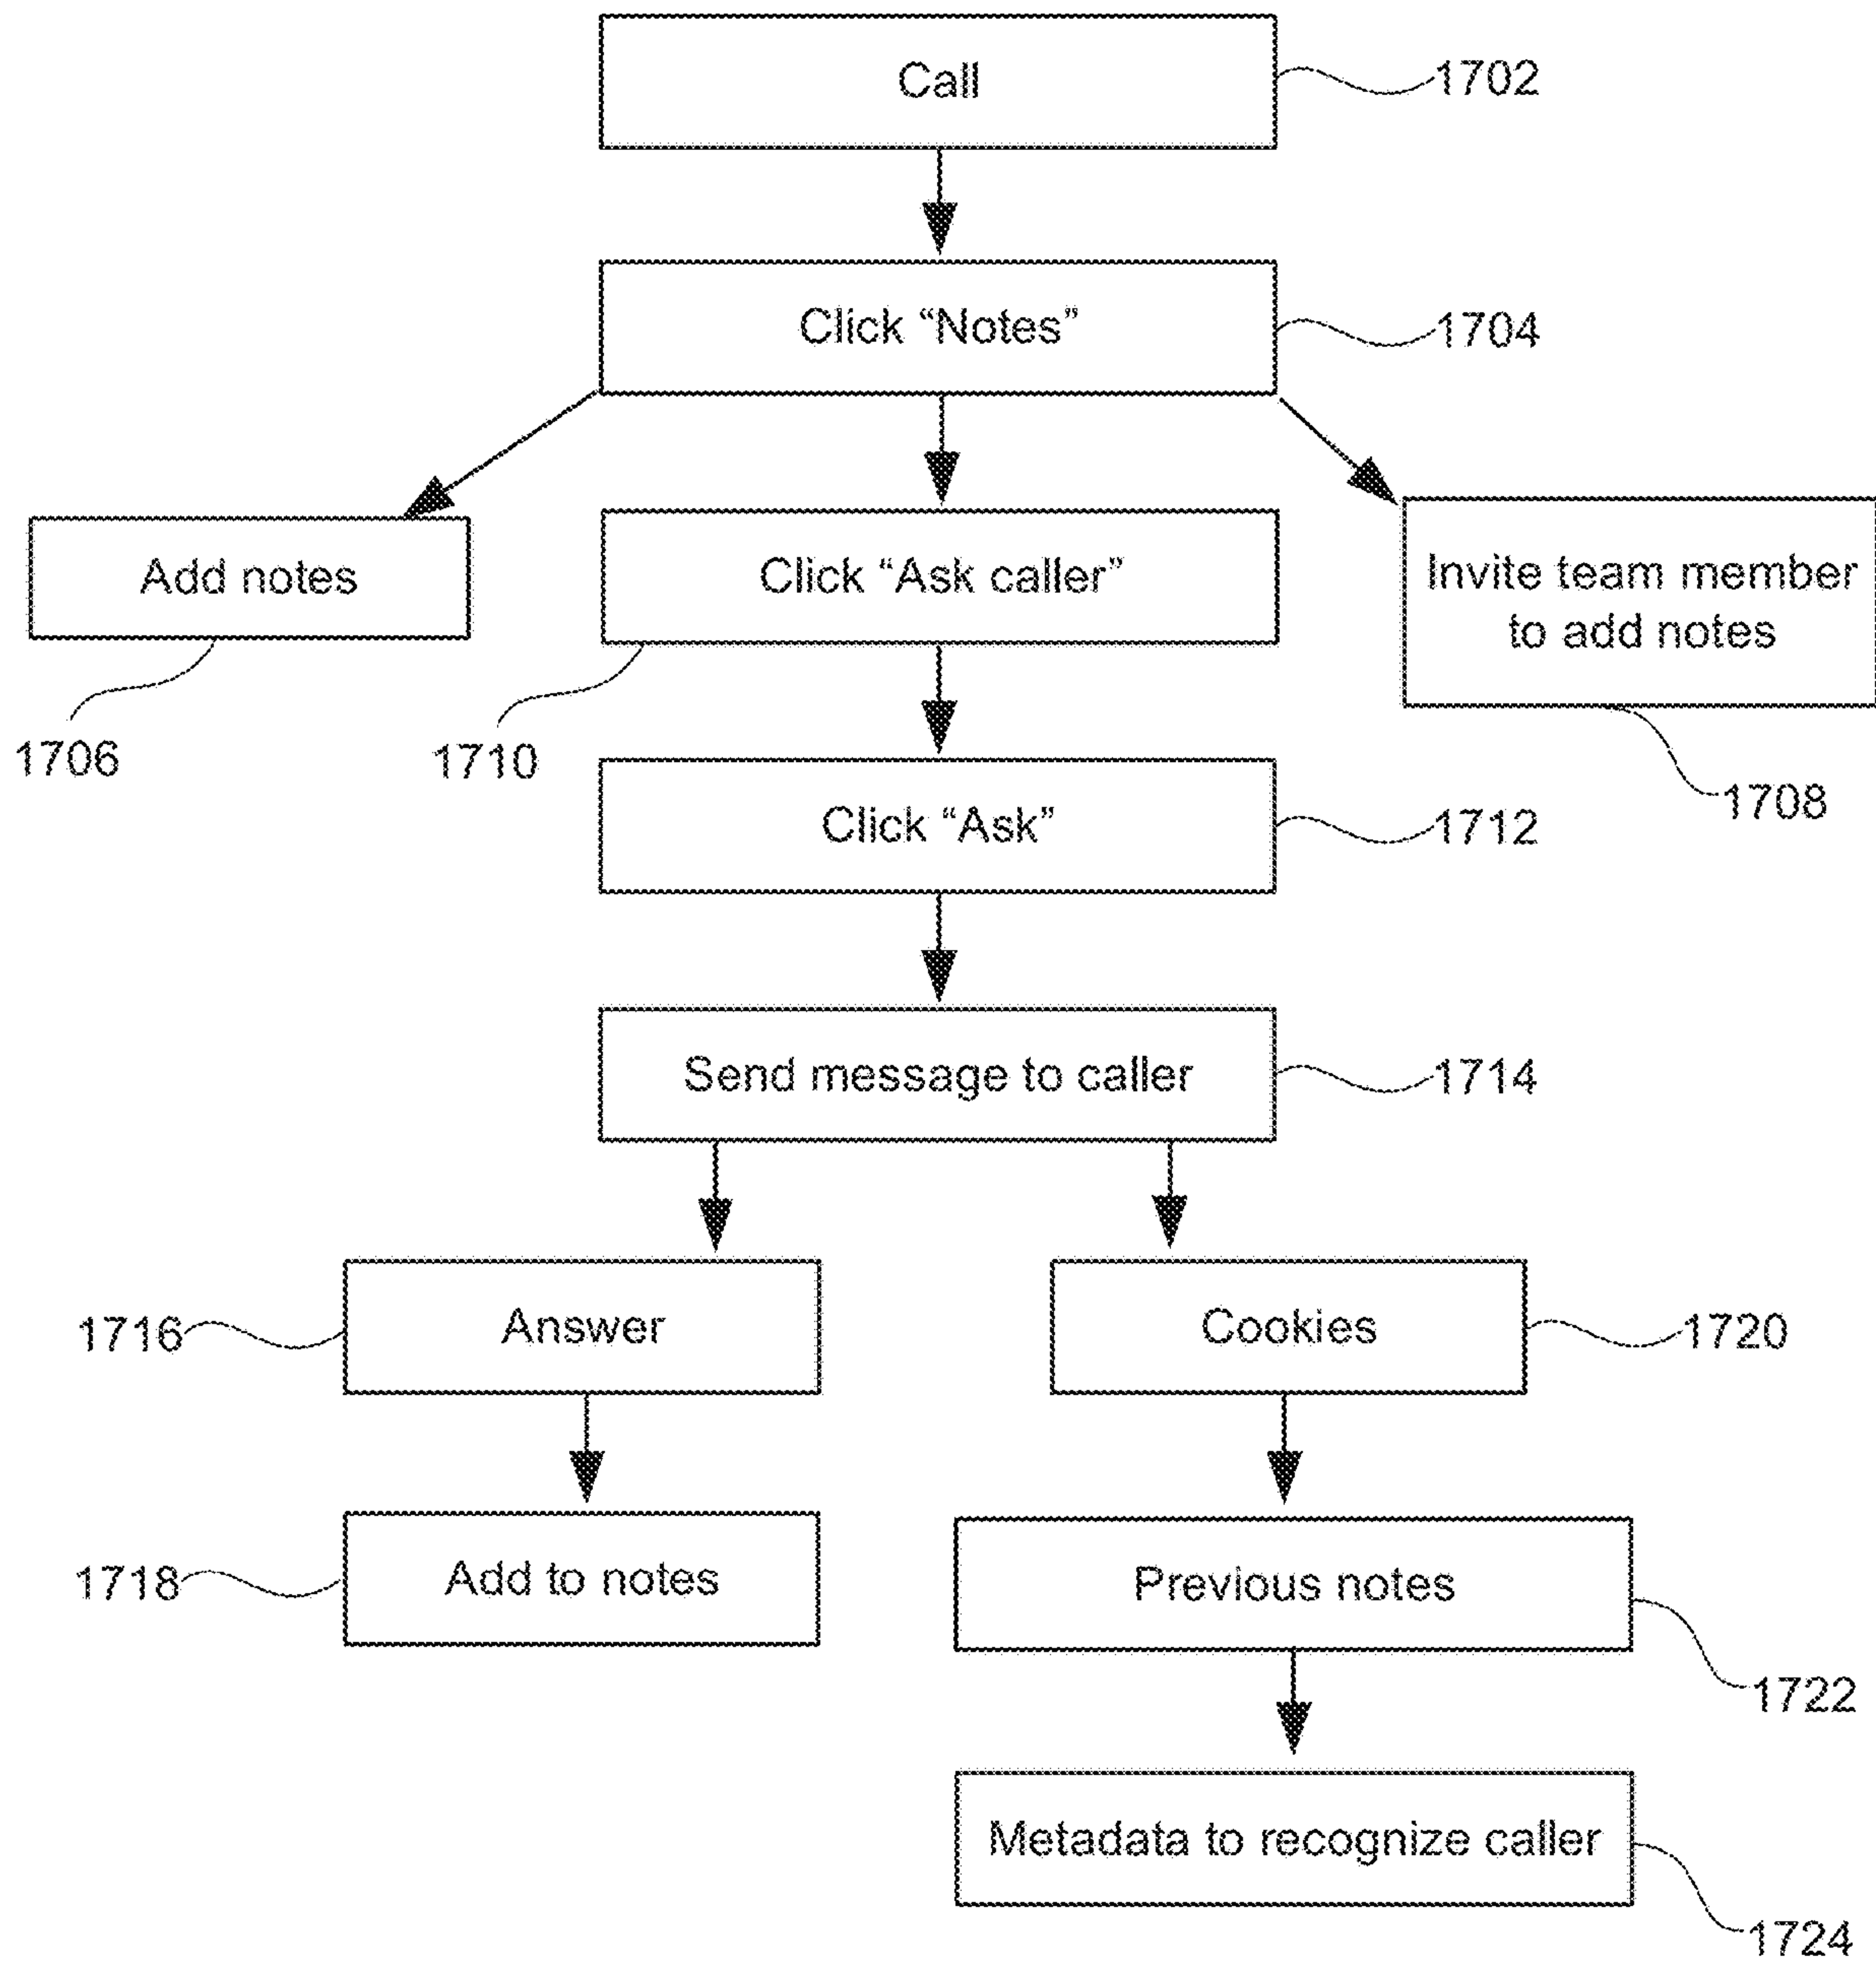 Call
1702
Click “Notes”
1704
Add notes
1706
Click “Ask caller”
1710
Invite team member
to add notes
1708
Click “Ask”
1712
Send message to caller
1714
Answer
1716
Cookies
1720
Add to notes
1718
Previous notes
1722
Metadata to recognize caller
1724